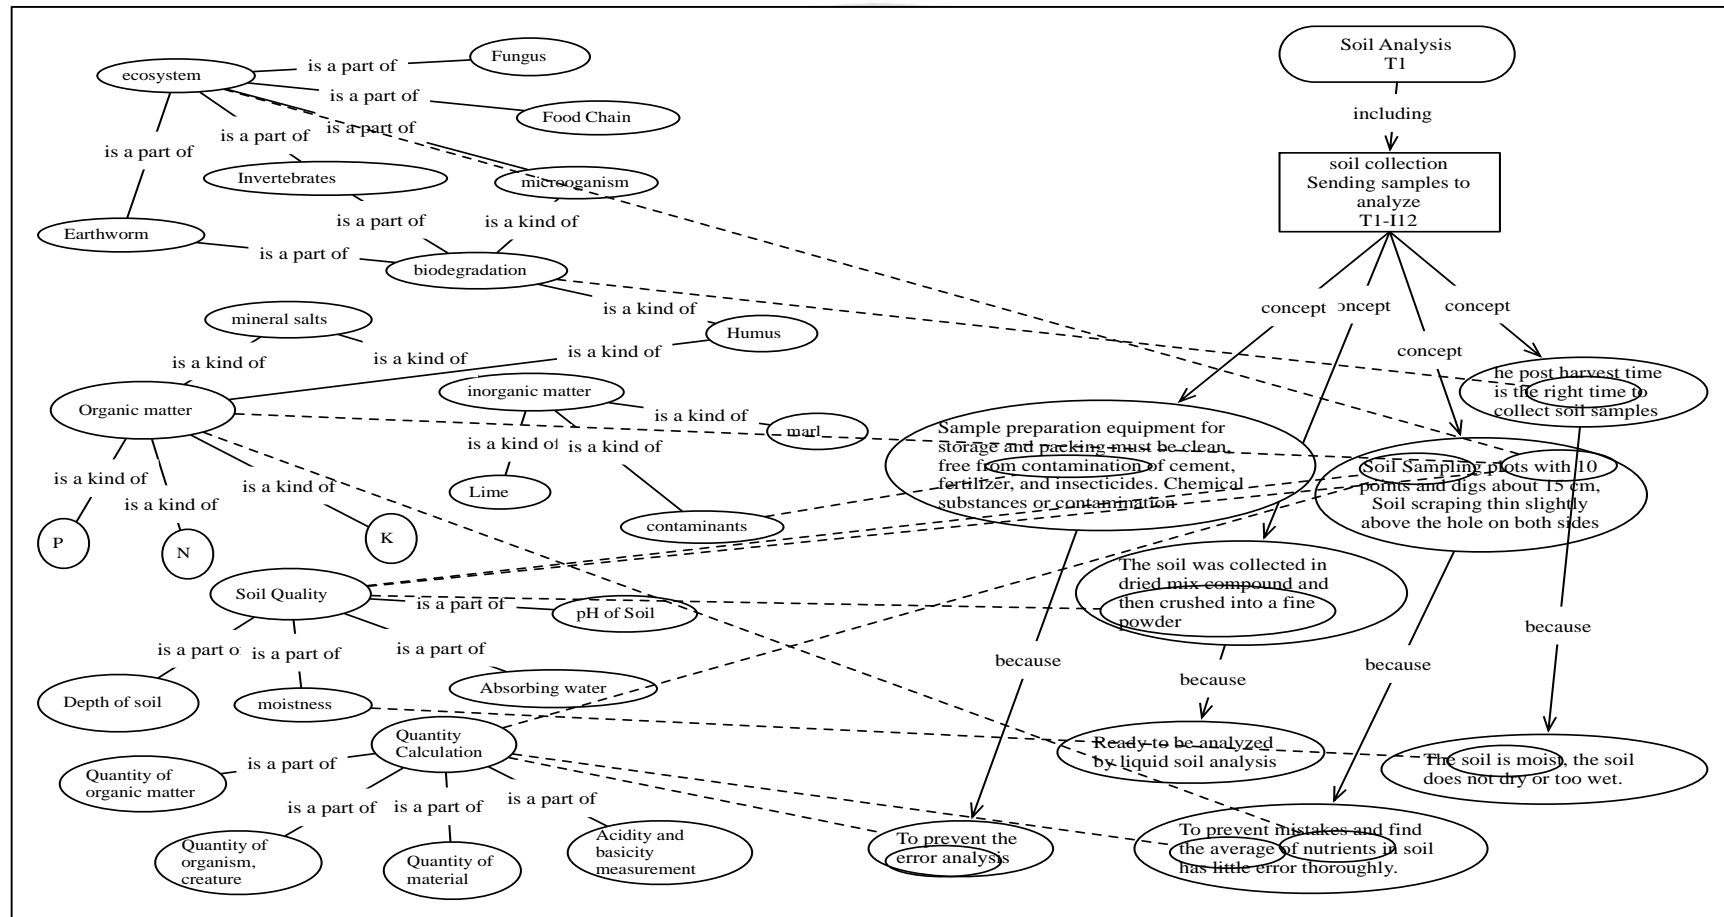 Soil Analysis
T1
including
soil collection
Sending samples to
analyze
T1-I12
concept
concept
concept
concept
he post harvest time
is the right time to
collect soil samples
Sample preparation equipment for
storage and packing must be clean,
free from contamination of cement,
fertilizer, and insecticides. Chemical
substances or contamination
Soil Sampling plots with 10
points and digs about 15 cm,
Soil scraping thin slightly
above the hole on both sides
The soil was collected in
dried mix compound and
then crushed into a fine
powder
because
because
because
because
Ready to be analyzed
by liquid soil analysis
The soil is moist, the soil
does not dry or too wet.
To prevent the
error analysis
To prevent mistakes and find
the average of nutrients in soil
has little error thoroughly.
ecosystem
is a part of
Fungus
is a part of
Food Chain
is a part of
is a part of
is a part of
Invertebrates
microoganism
Earthworm
is a part of
is a kind of
is a part of
biodegradation
is a kind of
mineral salts
Humus
is a kind of
is a kind of
is a kind of
Organic matter
inorganic matter
is a kind of
marl
is a kind of
is a kind of
Lime
contaminants
is a kind of
is a kind of
is a kind of
P
N
K
Soil Quality
is a part of
pH of Soil
is a part of
is a part of
is a part of
Depth of soil
moistness
Absorbing water
Quantity
Calculation
is a part of
Quantity of
organic matter
is a part of
is a part of
is a part of
Quantity of
organism,
creature
Quantity of
material
Acidity and
basicity
measurement